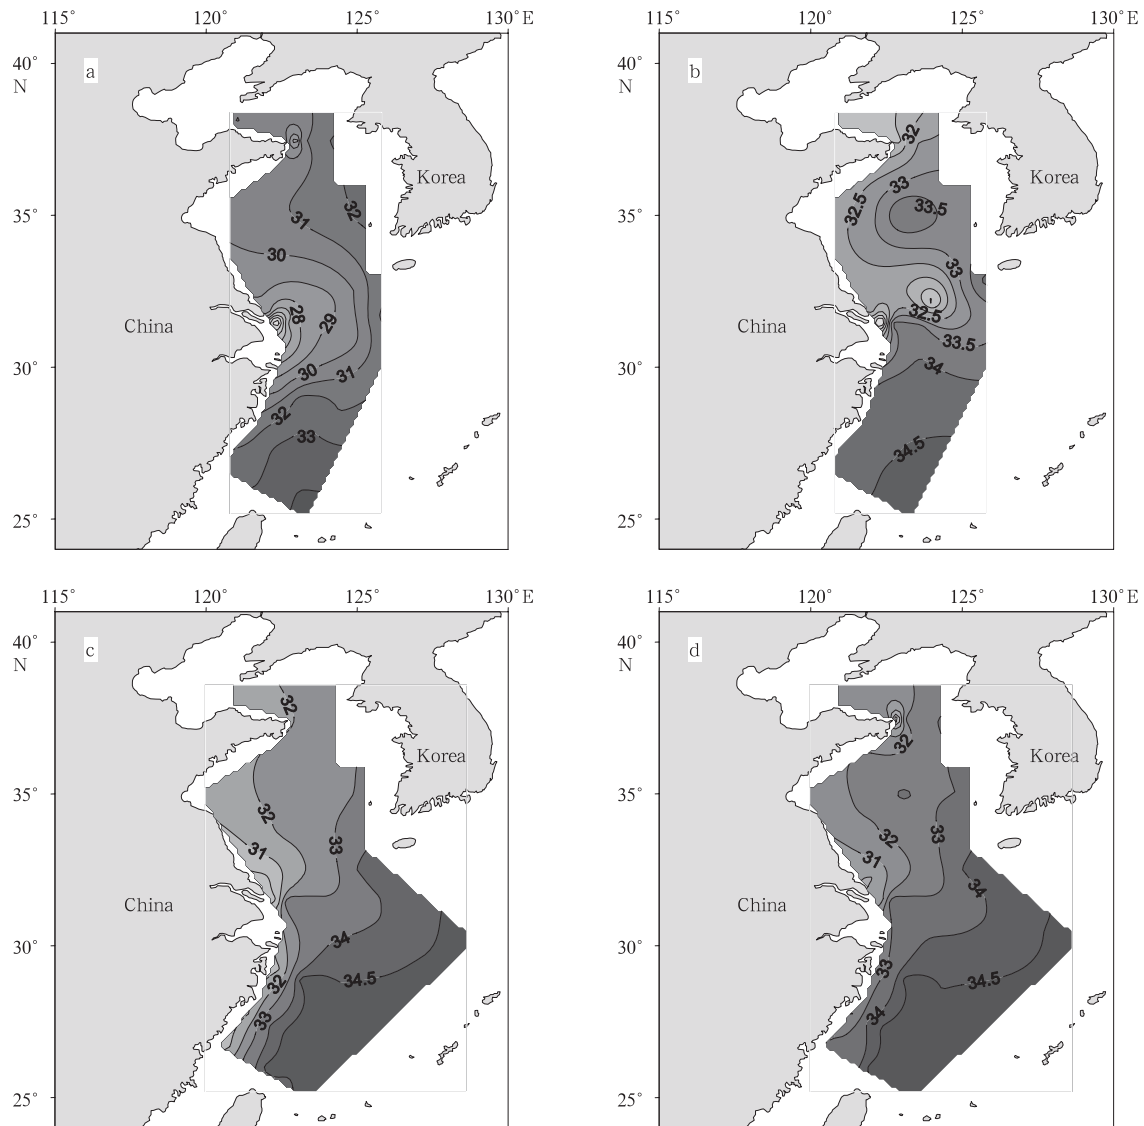 115° 120° 125° 130°E 115° 120° 125° 130°E
40° a 40° b
N N
32
31 32 33 33.5 32.5
Korea Korea
35° 35°
30 33
China 28 29 China 32.5
33.5
30° 30 31 30° 34
32
33 34.5
25° 25°
115° 120° 125° 130°E 115° 120° 125° 130°E
40° c 40° d
N N
32 32
Korea Korea
35° 35°
32 33 32 33
31 31
China China 34
30° 34 30°
32 34.5 33 34.5
33 34
25° 25°